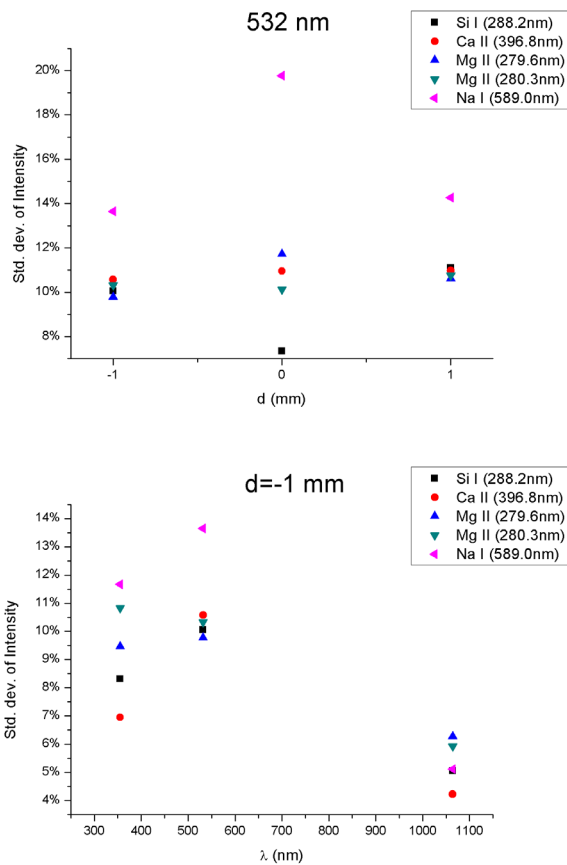 532 nm
Si I (288.2nm)
Ca II (396.8nm)
Mg II (279.6nm)
Mg II (280.3nm)
Na I (589.0nm)
20%
18%
16%
14%
12%
10%
8%
Std. dev. of Intensity
-1
0
1
d (mm)
d=-1 mm
Si I (288.2nm)
Ca II (396.8nm)
Mg II (279.6nm)
Mg II (280.3nm)
Na I (589.0nm)
14%
13%
12%
11%
10%
9%
8%
7%
6%
5%
4%
Std. dev. of Intensity
300 400 500 600 700 800 900 1000 1100
λ (nm)